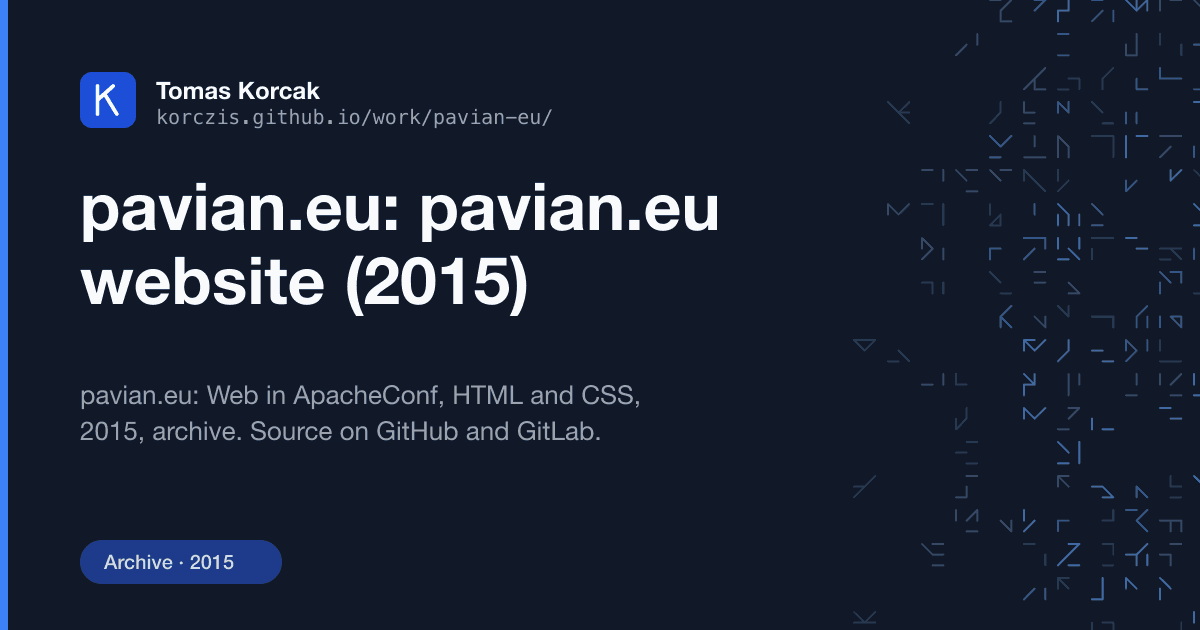 K
Tomas Korcak
korczis.github.io/work/pavian-eu/
pavian.eu: pavian.eu
website (2015)
pavian.eu: Web in ApacheConf, HTML and CSS,
2015, archive. Source on GitHub and GitLab.
Archive · 2015